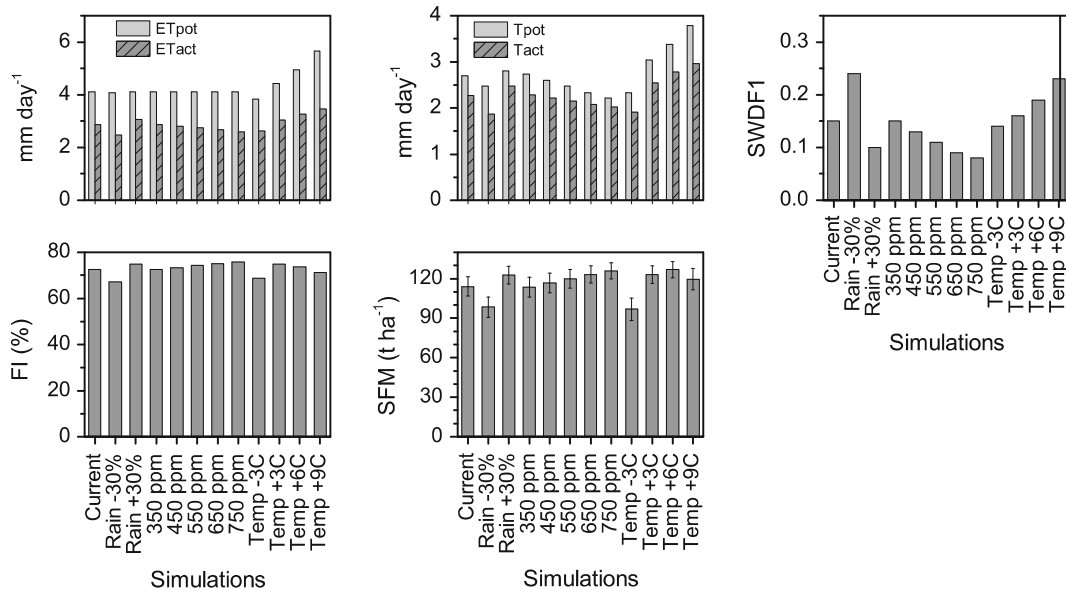 ETpot
ETact
6
4
2
0
mm day⁻¹
Tpot
Tact
4
3
2
1
0
mm day⁻¹
0.3
0.2
0.1
0.0
SWDF1
Current
Rain -30%
Rain +30%
350 ppm
450 ppm
550 ppm
650 ppm
750 ppm
Temp -3C
Temp +3C
Temp +6C
Temp +9C
Simulations
80
60
40
20
0
FI (%)
Current
Rain -30%
Rain +30%
350 ppm
450 ppm
550 ppm
650 ppm
750 ppm
Temp -3C
Temp +3C
Temp +6C
Temp +9C
Simulations
120
90
60
30
0
SFM (t ha⁻¹)
Current
Rain -30%
Rain +30%
350 ppm
450 ppm
550 ppm
650 ppm
750 ppm
Temp -3C
Temp +3C
Temp +6C
Temp +9C
Simulations